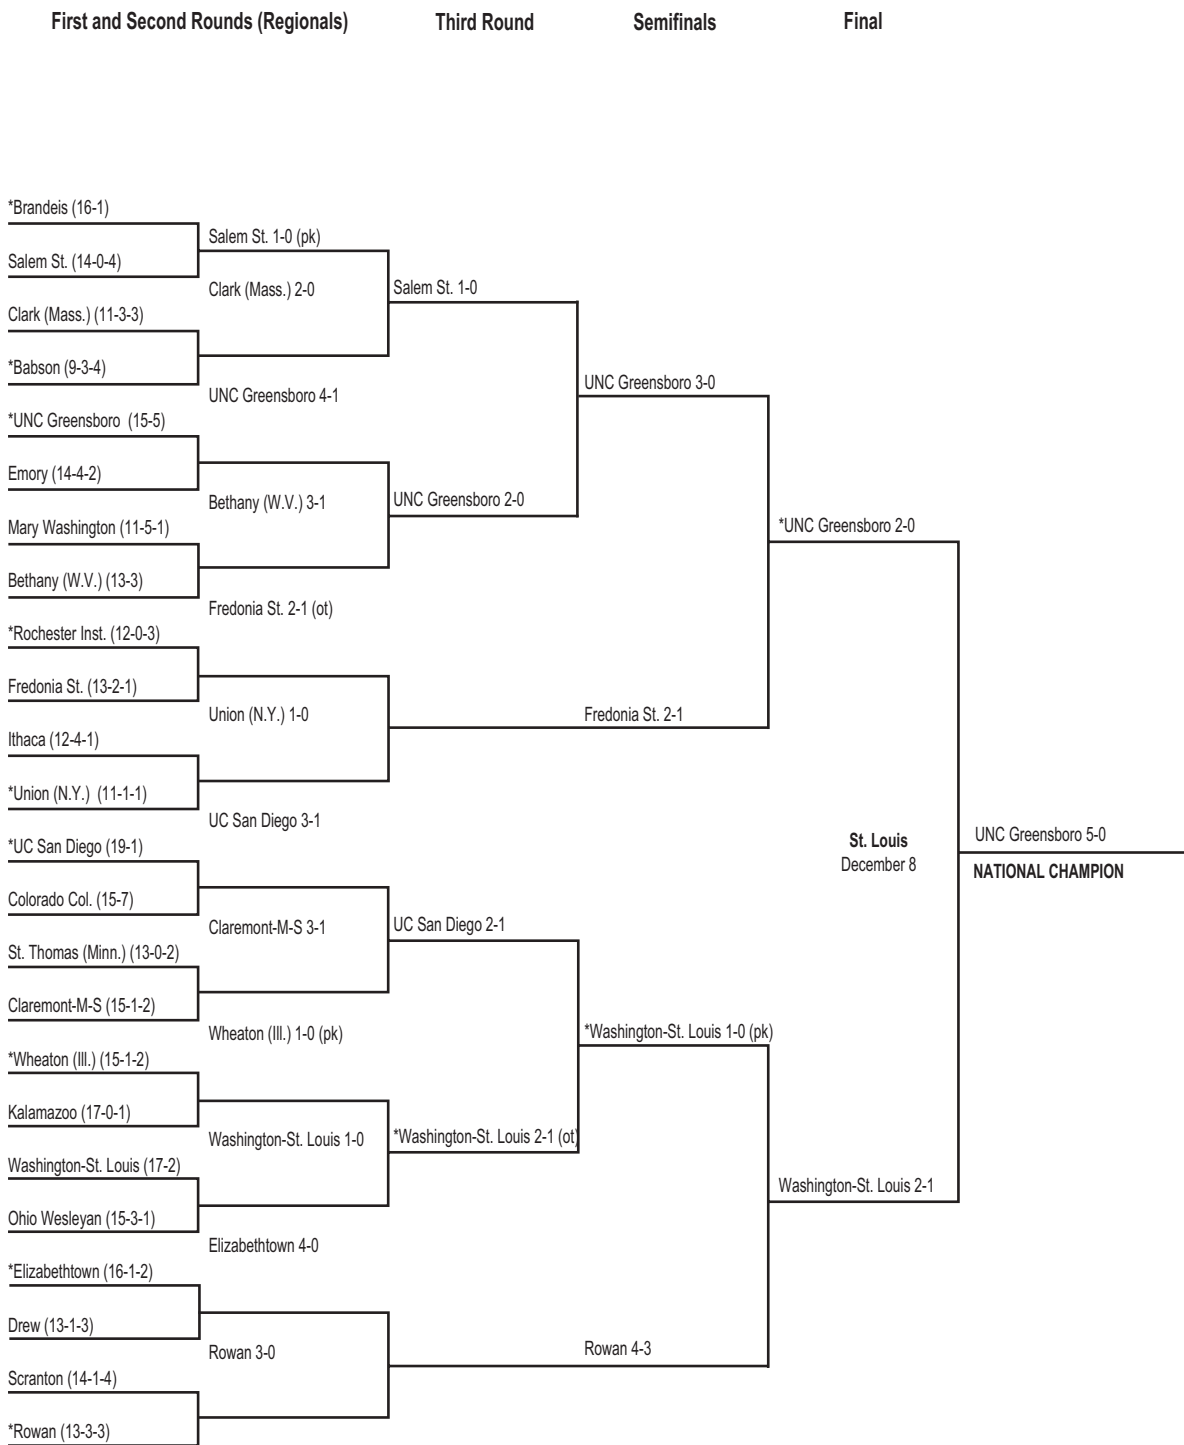 First and Second Rounds (Regionals)
Third Round
Semifinals
Final
*Brandeis (16-1)
Salem St. (14-0-4)
Clark (Mass.) (11-3-3)
*Babson (9-3-4)
*UNC Greensboro (15-5)
Emory (14-4-2)
Mary Washington (11-5-1)
Bethany (W.V.) (13-3)
*Rochester Inst. (12-0-3)
Fredonia St. (13-2-1)
Ithaca (12-4-1)
*Union (N.Y.) (11-1-1)
*UC San Diego (19-1)
Colorado Col. (15-7)
St. Thomas (Minn.) (13-0-2)
Claremont-M-S (15-1-2)
*Wheaton (Ill.) (15-1-2)
Kalamazoo (17-0-1)
Washington-St. Louis (17-2)
Ohio Wesleyan (15-3-1)
*Elizabethtown (16-1-2)
Drew (13-1-3)
Scranton (14-1-4)
*Rowan (13-3-3)
Salem St. 1-0 (pk)
Clark (Mass.) 2-0
UNC Greensboro 4-1
Bethany (W.V.) 3-1
Fredonia St. 2-1 (ot)
Union (N.Y.) 1-0
UC San Diego 3-1
Claremont-M-S 3-1
Wheaton (Ill.) 1-0 (pk)
Washington-St. Louis 1-0
Elizabethtown 4-0
Rowan 3-0
Salem St. 1-0
UNC Greensboro 2-0
UC San Diego 2-1
*Washington-St. Louis 2-1 (ot)
UNC Greensboro 3-0
Fredonia St. 2-1
*Washington-St. Louis 1-0 (pk)
Rowan 4-3
*UNC Greensboro 2-0
Washington-St. Louis 2-1
St. Louis
December 8
UNC Greensboro 5-0
NATIONAL CHAMPION